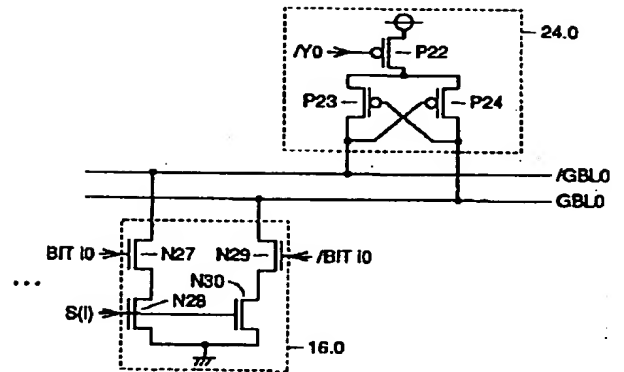 24.0
/Y0
P22
P23
P24
/GBL0
GBL0
BIT i0
N27
N29
/BIT i0
...
N30
N28
S(i)
16.0